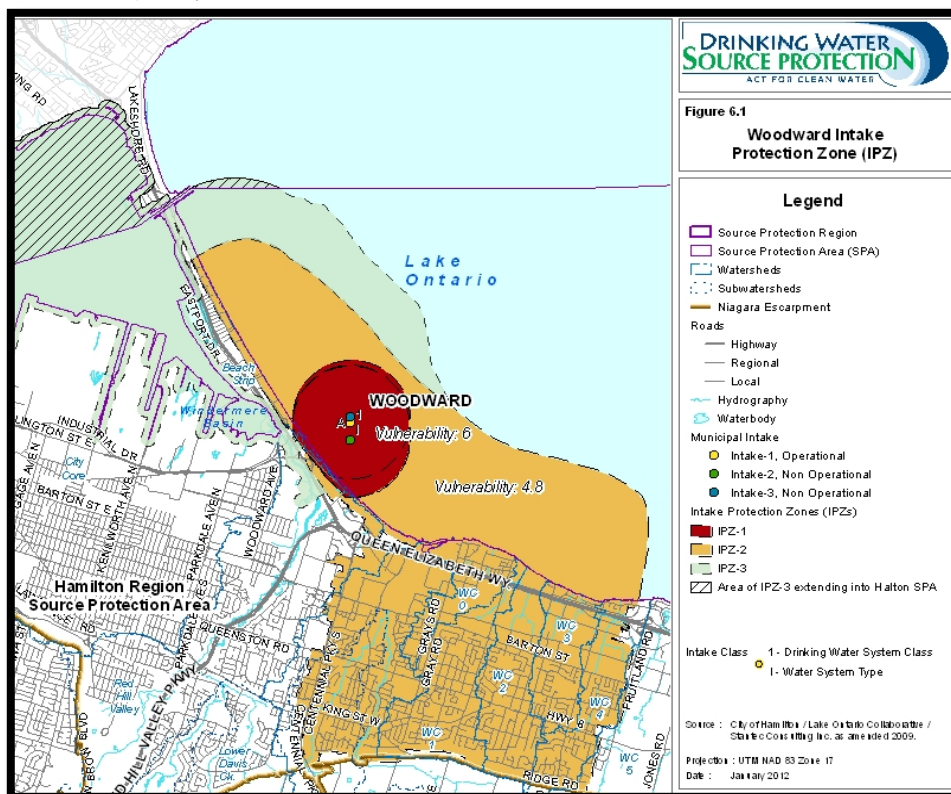 LAKESHORE RD
Lake
Ontario
EASTPORT DR
Beach
Strip
WOODWARD
Vulnerability: 6
Windermere
Basin
Vulnerability: 4.8
INDUSTRIAL DR
City
Core
BARTON ST E
KENILWORTH AVE N
PARKDALE AVE N
WOODWARD AVE
QUEEN ELIZABETH WY
Hamilton Region
Source Protection Area
QUEENSTON RD
CENTENNIAL PKY S
GRAYS RD
GRAY RD
WC
0
WC
3
BARTON ST
WC
2
FRUITLAND RD
WC
4
HWY 8
KING ST W
WC
1
Red
Hill
Valley
Lower
Davis
Ck.
RIDGE RD
WC
5
JONES RD
DRINKING WATER
SOURCE PROTECTION
ACT FOR CLEAN WATER
Figure 6.1
Woodward Intake
Protection Zone (IPZ)
Legend
Source Protection Region
Source Protection Area (SPA)
Watersheds
Subwatersheds
Niagara Escarpment
Roads
Highway
Regional
Local
Hydrography
Waterbody
Municipal Intake
Intake-1, Operational
Intake-2, Non Operational
Intake-3, Non Operational
Intake Protection Zones (IPZs)
IPZ-1
IPZ-2
IPZ-3
Area of IPZ-3 extending into Halton SPA
Intake Class
1 - Drinking Water System Class
I - Water System Type
Source : City of Hamilton / Lake Ontario Collaborative /
Stantec Consulting Inc. as amended 2009.
Projection : UTM NAD 83 Zone 17
Date : January 2012